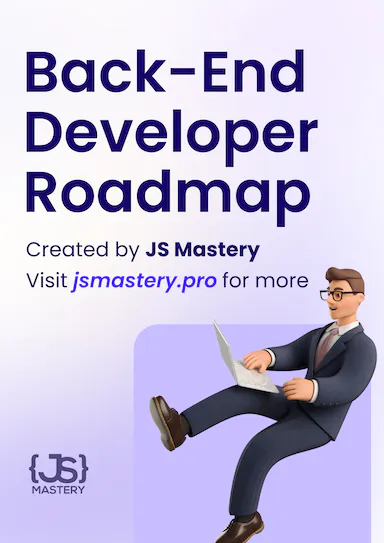 Back-End
Developer
Roadmap
Created by JS Mastery
Visit jsmastery.pro for more
{JS}
MASTERY